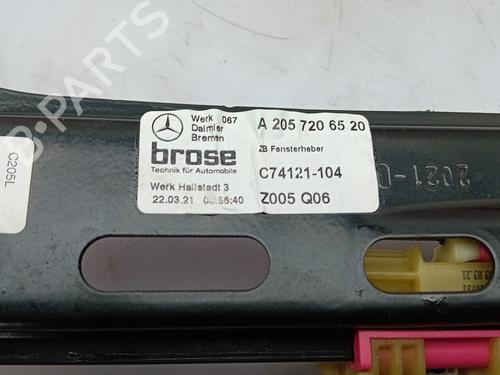 C205L
Werk 067
Daimler
Bremen
A 205 720 65 20
ZB Fensterheber
brose
Technik für Automobile
C74121-104
Werk Hallstadt 3
22.03.21
Z005 Q06
B-PARTS